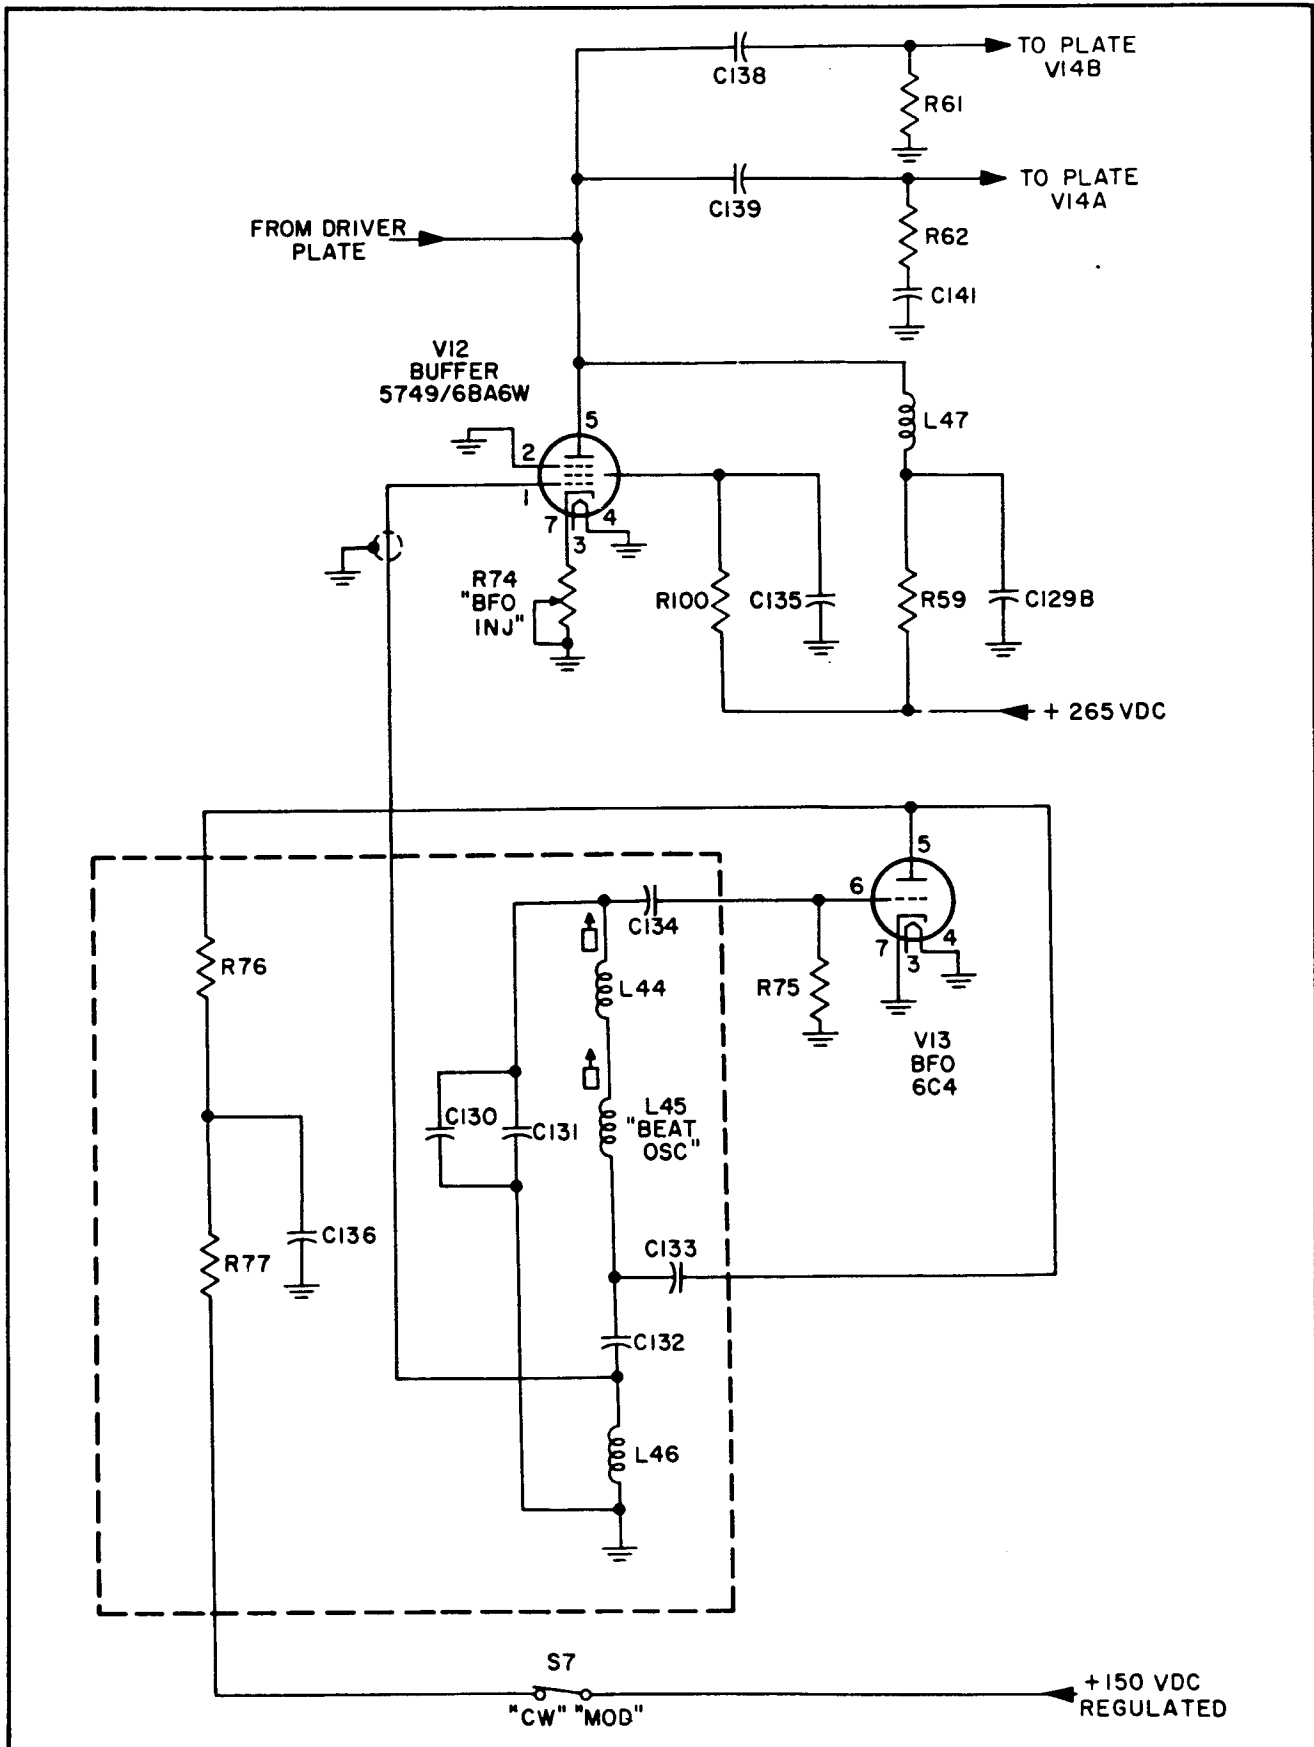 C138
TO PLATE
V14B
R61
C139
TO PLATE
V14A
FROM DRIVER
PLATE
R62
C141
V12
BUFFER
5749/6BA6W
5
L47
2
1
7
3
4
R74
"BFO
INJ"
R100
C135
R59
C129B
+ 265 VDC
5
6
C134
7
3
4
R76
L44
R75
V13
BFO
6C4
C130
C131
L45
"BEAT
OSC"
C136
R77
C133
C132
L46
S7
"CW" "MOD"
+150 VDC
REGULATED